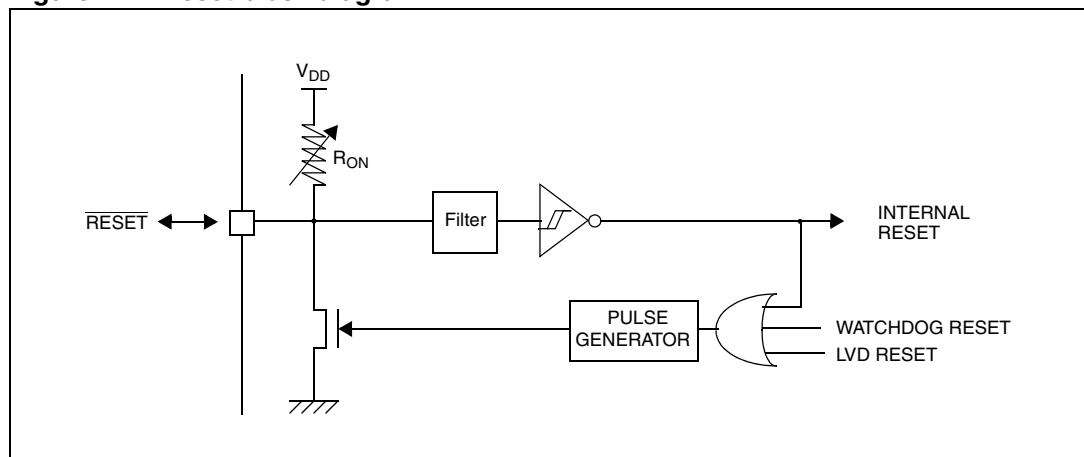 V_DD
R_ON
RESET
Filter
INTERNAL
RESET
PULSE
GENERATOR
WATCHDOG RESET
LVD RESET